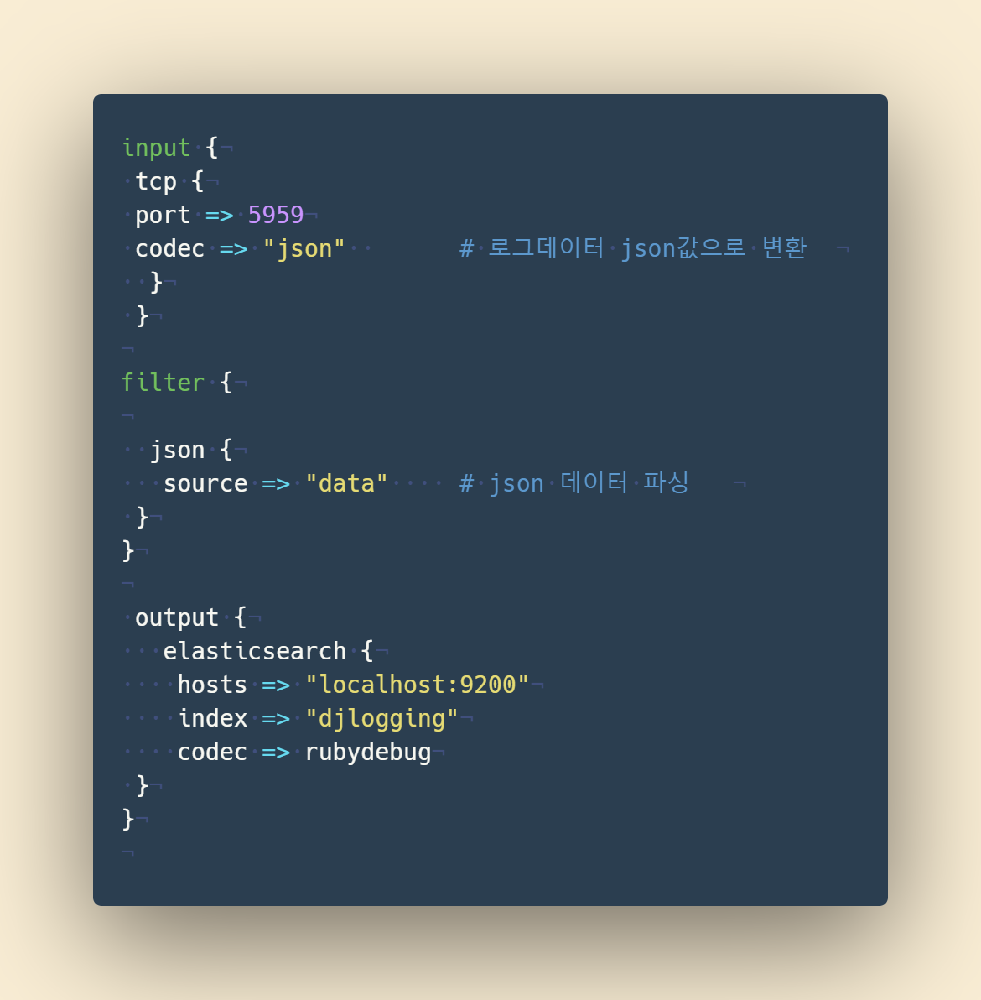 input {
 tcp {
 port => 5959
 codec => "json"        # 로그데이터 json값으로 변환
  }
 }

filter {

  json {
   source => "data"     # json 데이터 파싱
 }
}

 output {
   elasticsearch {
    hosts => "localhost:9200"
    index => "djlogging"
    codec => rubydebug
 }
}